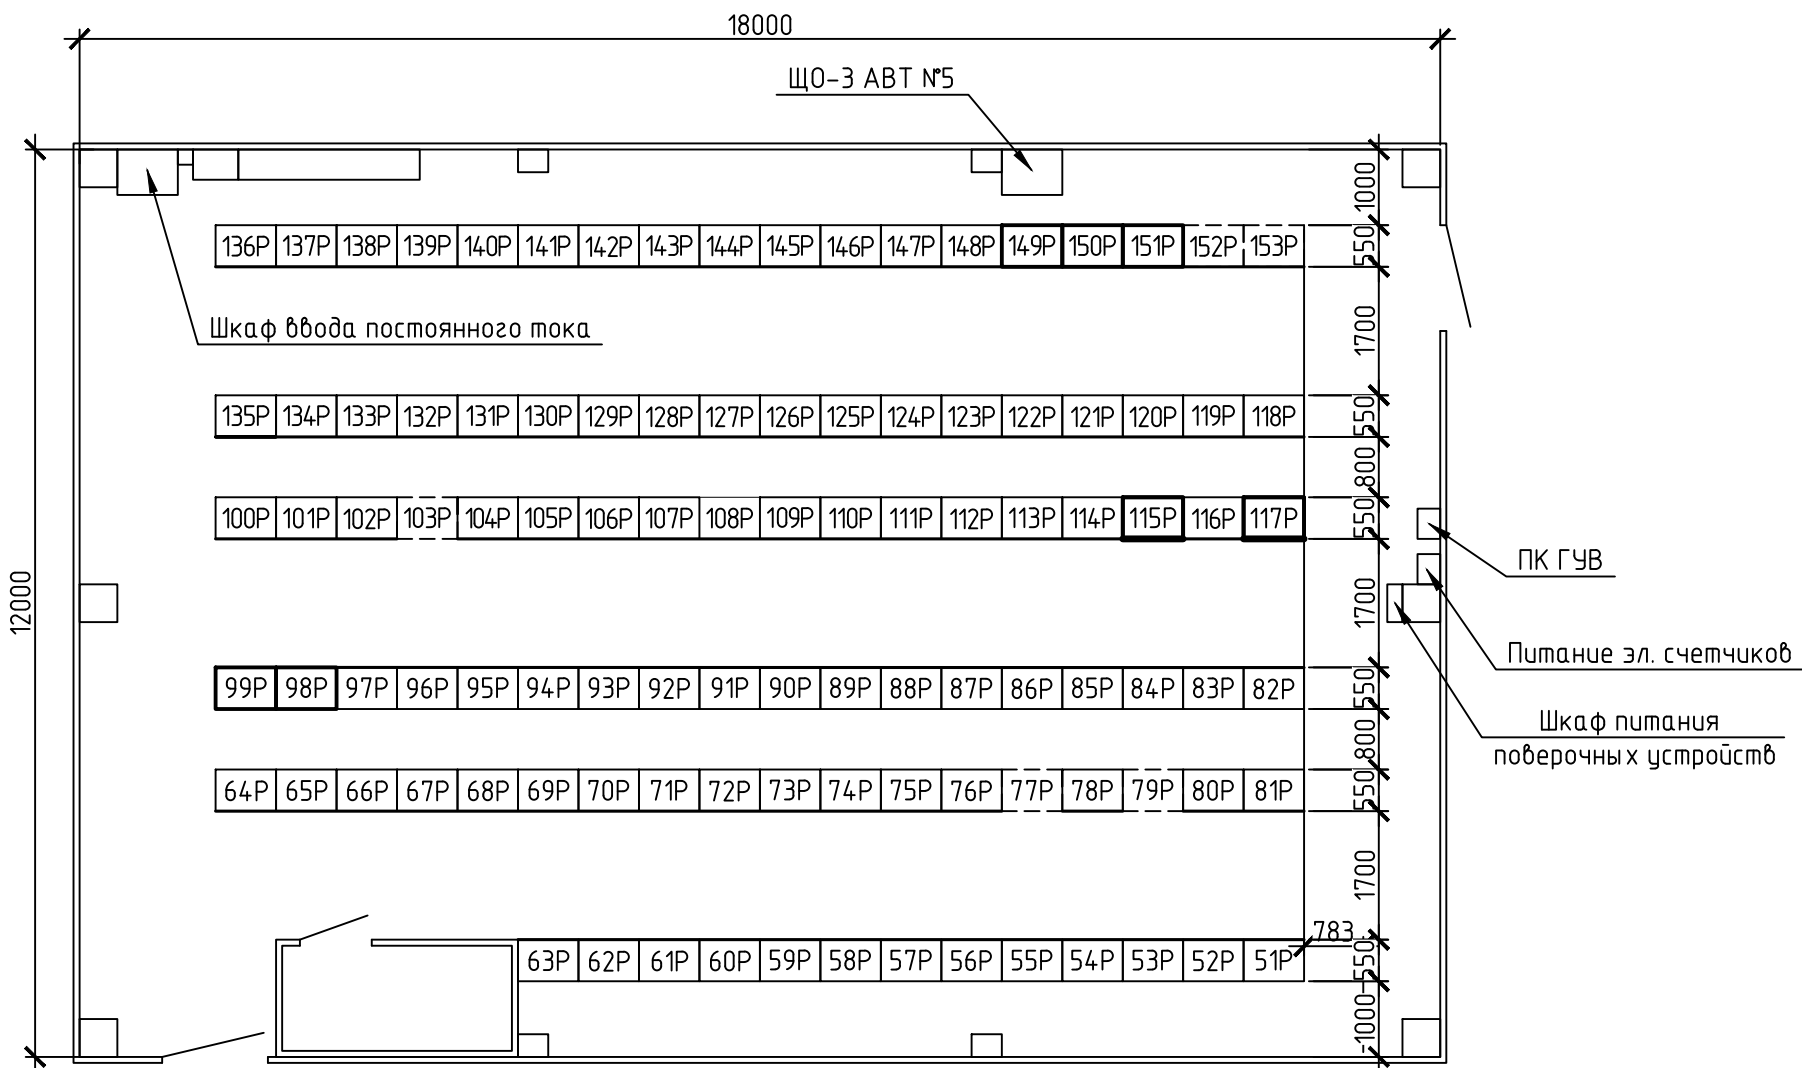 18000
ЩО-3 АВТ №5
1000
136Р 137Р 138Р 139Р 140Р 141Р 142Р 143Р 144Р 145Р 146Р 147Р 148Р 149Р 150Р 151Р 152Р 153Р
550
Шкаф ввода постоянного тока
1700
135Р 134Р 133Р 132Р 131Р 130Р 129Р 128Р 127Р 126Р 125Р 124Р 123Р 122Р 121Р 120Р 119Р 118Р
550
800
100Р 101Р 102Р 103Р 104Р 105Р 106Р 107Р 108Р 109Р 110Р 111Р 112Р 113Р 114Р 115Р 116Р 117Р
550
ПК ГУВ
12000
1700
Питание эл. счетчиков
99Р 98Р 97Р 96Р 95Р 94Р 93Р 92Р 91Р 90Р 89Р 88Р 87Р 86Р 85Р 84Р 83Р 82Р
550
Шкаф питания
поверочных устройств
800
64Р 65Р 66Р 67Р 68Р 69Р 70Р 71Р 72Р 73Р 74Р 75Р 76Р 77Р 78Р 79Р 80Р 81Р
550
1700
783
63Р 62Р 61Р 60Р 59Р 58Р 57Р 56Р 55Р 54Р 53Р 52Р 51Р
550
1000